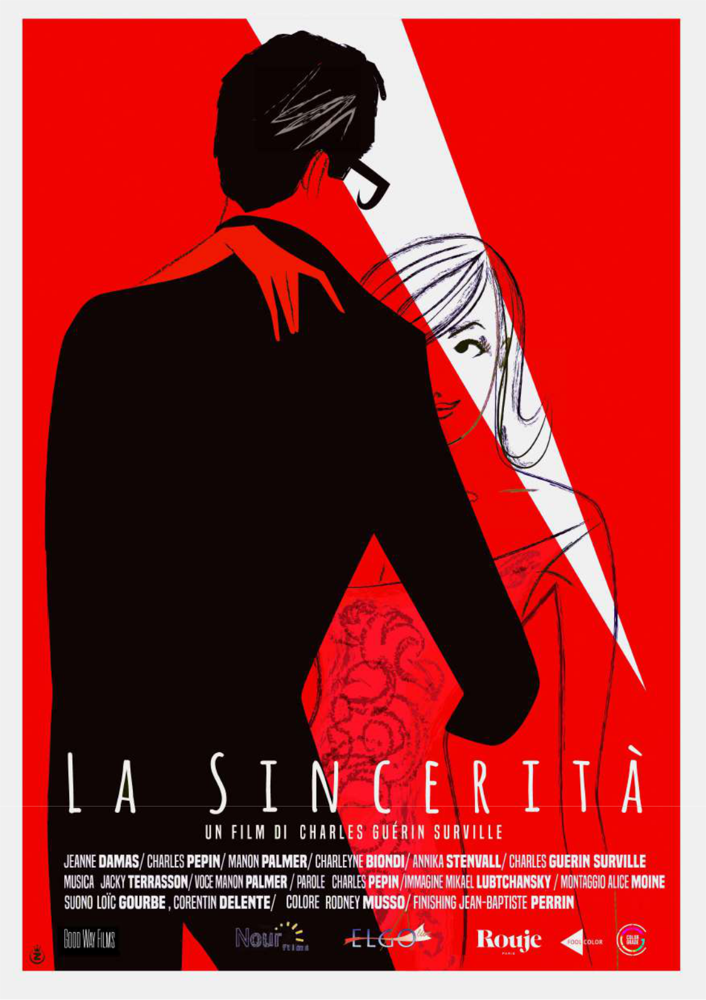 LA SINCERITÀ
UN FILM DI CHARLES GUÉRIN SURVILLE
JEANNE DAMAS/ CHARLES PEPIN/ MANON PALMER/ CHARLEYNE BIONDI/ ANNIKA STENVALL/ CHARLES GUERIN SURVILLE
MUSICA JACKY TERRASSON/ VOCE MANON PALMER / PAROLE CHARLES PEPIN /IMMAGINE MIKAEL LUBTCHANSKY / MONTAGGIO ALICE MOINE
SUONO LOÏC GOURBE , CORENTIN DELENTE/ COLORE RODNEY MUSSO/ FINISHING JEAN-BAPTISTE PERRIN
GOOD WAY FILMS
Nour Films
ELGO live
Rouje
PARIS
FOOL COLOR
COLOR
GRADE
Z